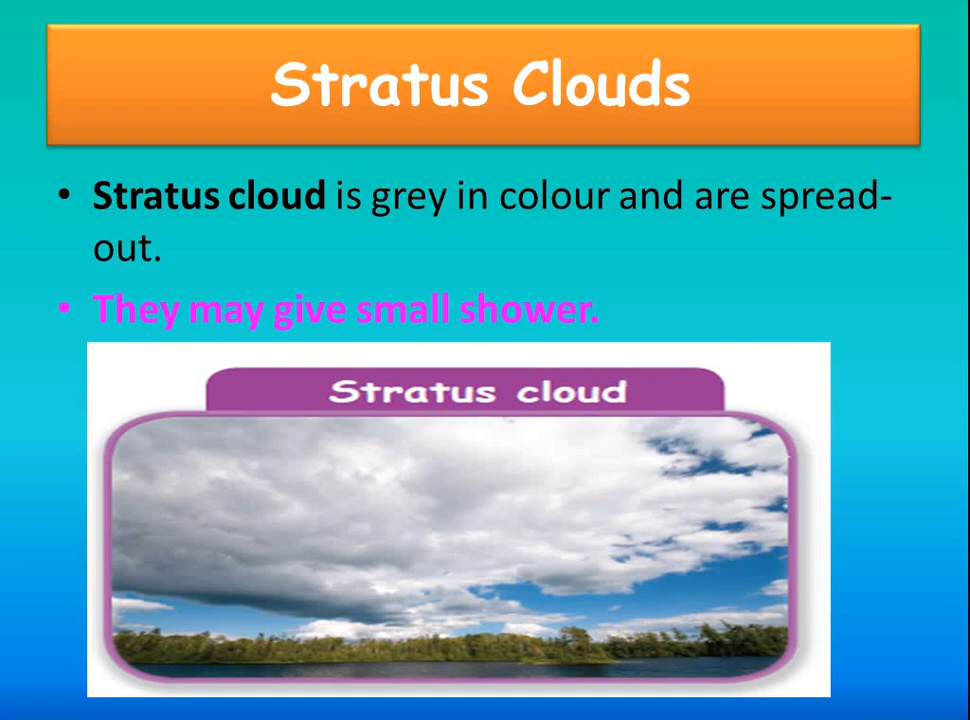 Stratus Clouds
• Stratus cloud is grey in colour and are spread-
out.
• They may give small shower.
Stratus cloud